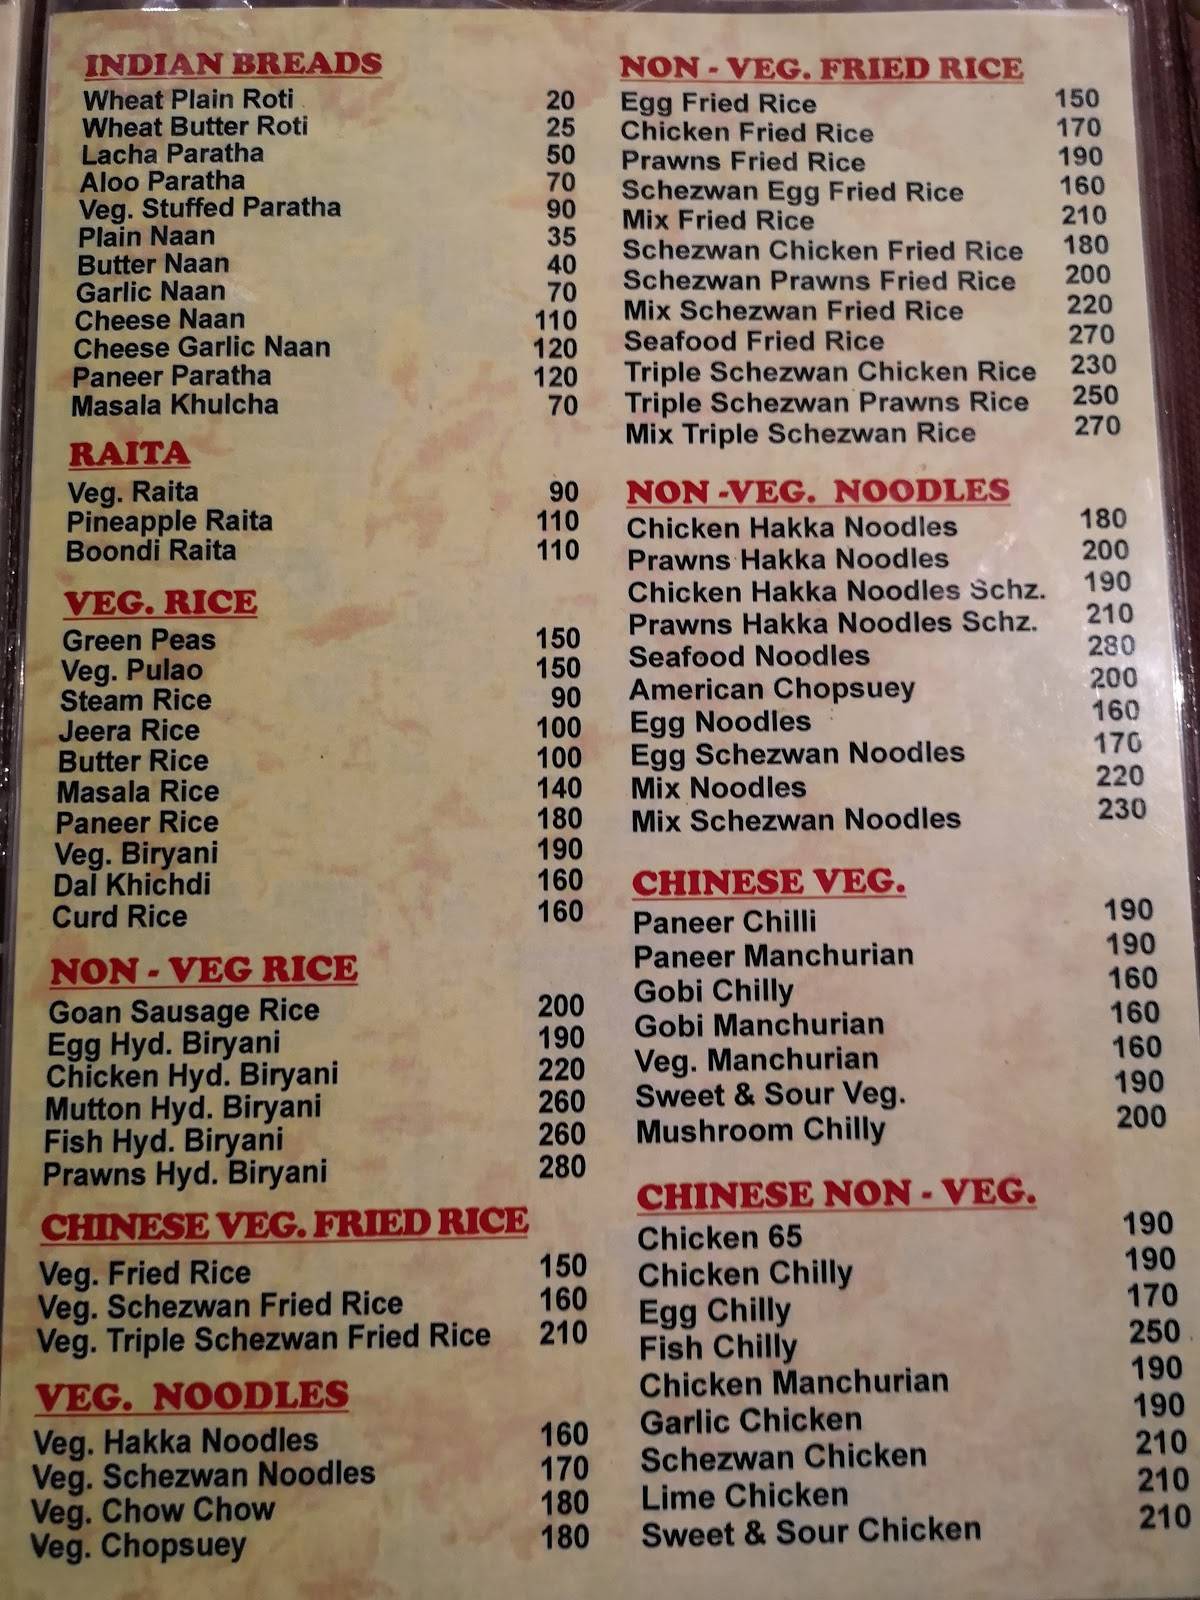 INDIAN BREADS
Wheat Plain Roti 20
Wheat Butter Roti 25
Lacha Paratha 50
Aloo Paratha 70
Veg. Stuffed Paratha 90
Plain Naan 35
Butter Naan 40
Garlic Naan 70
Cheese Naan 110
Cheese Garlic Naan 120
Paneer Paratha 120
Masala Khulcha 70
RAITA
Veg. Raita 90
Pineapple Raita 110
Boondi Raita 110
VEG. RICE
Green Peas 150
Veg. Pulao 150
Steam Rice 90
Jeera Rice 100
Butter Rice 100
Masala Rice 140
Paneer Rice 180
Veg. Biryani 190
Dal Khichdi 160
Curd Rice 160
NON - VEG RICE
Goan Sausage Rice 200
Egg Hyd. Biryani 190
Chicken Hyd. Biryani 220
Mutton Hyd. Biryani 260
Fish Hyd. Biryani 260
Prawns Hyd. Biryani 280
CHINESE VEG. FRIED RICE
Veg. Fried Rice 150
Veg. Schezwan Fried Rice 160
Veg. Triple Schezwan Fried Rice 210
VEG. NOODLES
Veg. Hakka Noodles 160
Veg. Schezwan Noodles 170
Veg. Chow Chow 180
Veg. Chopsuey 180
NON - VEG. FRIED RICE
Egg Fried Rice 150
Chicken Fried Rice 170
Prawns Fried Rice 190
Schezwan Egg Fried Rice 160
Mix Fried Rice 210
Schezwan Chicken Fried Rice 180
Schezwan Prawns Fried Rice 200
Mix Schezwan Fried Rice 220
Seafood Fried Rice 270
Triple Schezwan Chicken Rice 230
Triple Schezwan Prawns Rice 250
Mix Triple Schezwan Rice 270
NON -VEG. NOODLES
Chicken Hakka Noodles 180
Prawns Hakka Noodles 200
Chicken Hakka Noodles Schz. 190
Prawns Hakka Noodles Schz. 210
Seafood Noodles 280
American Chopsuey 200
Egg Noodles 160
Egg Schezwan Noodles 170
Mix Noodles 220
Mix Schezwan Noodles 230
CHINESE VEG.
Paneer Chilli 190
Paneer Manchurian 190
Gobi Chilly 160
Gobi Manchurian 160
Veg. Manchurian 160
Sweet & Sour Veg. 190
Mushroom Chilly 200
CHINESE NON - VEG.
Chicken 65 190
Chicken Chilly 190
Egg Chilly 170
Fish Chilly 250
Chicken Manchurian 190
Garlic Chicken 190
Schezwan Chicken 210
Lime Chicken 210
Sweet & Sour Chicken 210